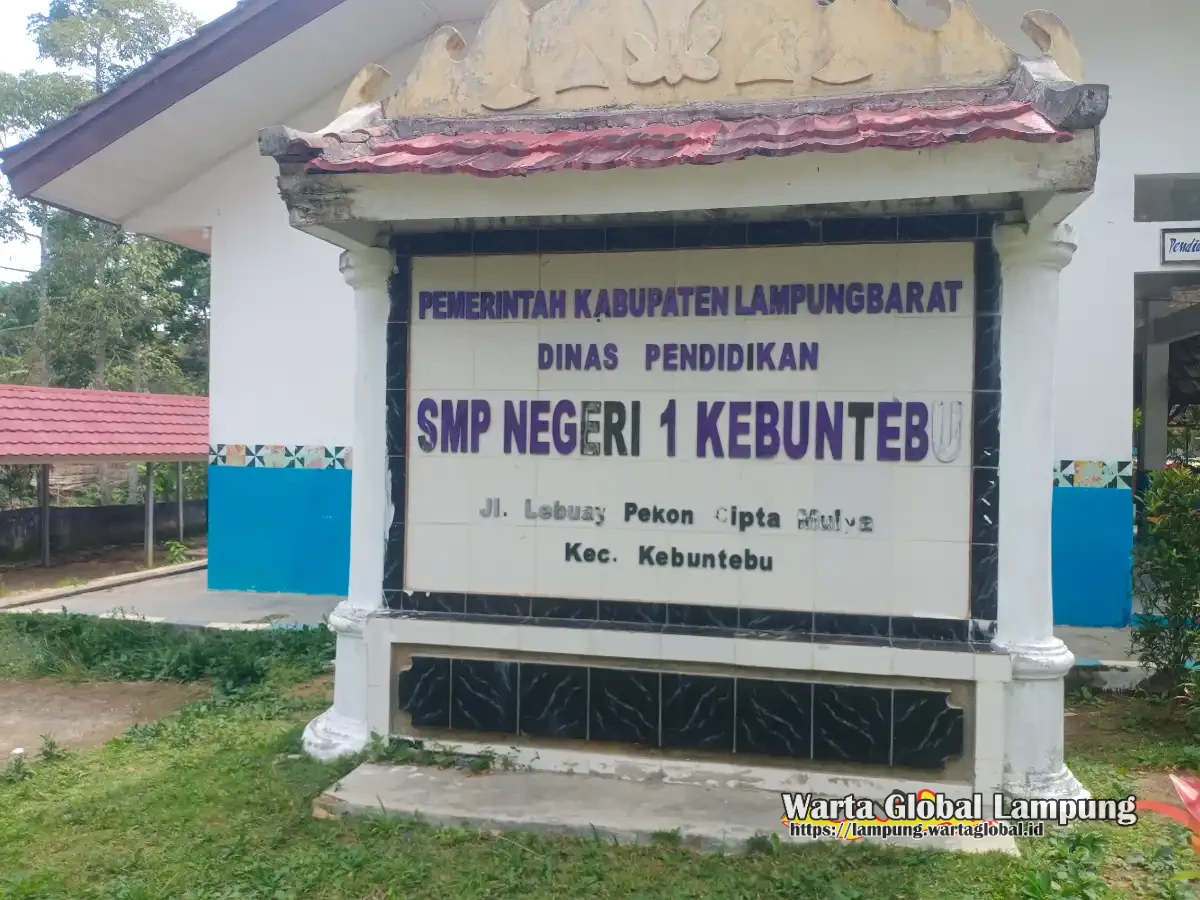 PEMERINTAH KABUPATEN LAMPUNGBARAT
DINAS PENDIDIKAN
SMP NEGERI 1 KEBUNTEBU
Jl. Lebuay Pekon Cipta Mulya
Kec. Kebuntebu
Warta Global Lampung
https://lampung.wartaglobal.id